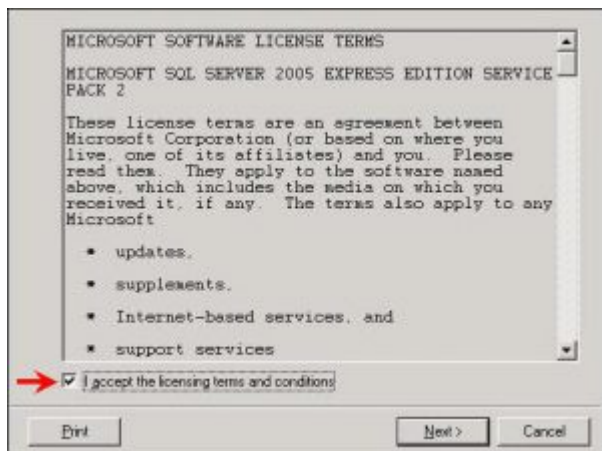 MICROSOFT SOFTWARE LICENSE TERMS
MICROSOFT SQL SERVER 2005 EXPRESS EDITION SERVICE
PACK 2
These license terms are an agreement between
Microsoft Corporation (or based on where you
live, one of its affiliates) and you. Please
read them. They apply to the software named
above, which includes the media on which you
received it, if any. The terms also apply to any
Microsoft
* updates,
* supplements,
* Internet-based services, and
* support services
I accept the licensing terms and conditions
Print
Next >
Cancel